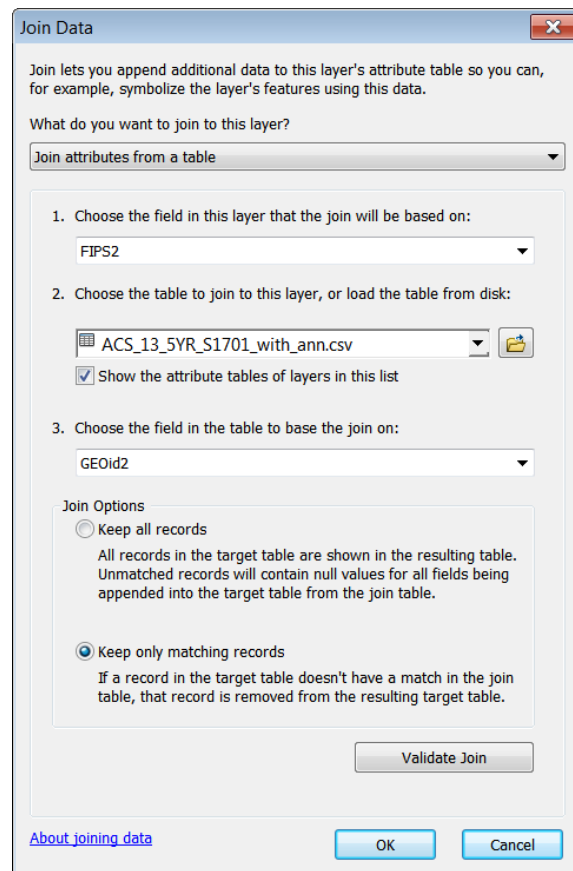 Join Data
Join lets you append additional data to this layer's attribute table so you can,
for example, symbolize the layer's features using this data.
What do you want to join to this layer?
Join attributes from a table
1. Choose the field in this layer that the join will be based on:
FIPS2
2. Choose the table to join to this layer, or load the table from disk:
ACS_13_5YR_S1701_with_ann.csv
Show the attribute tables of layers in this list
3. Choose the field in the table to base the join on:
GEOid2
Join Options
Keep all records
All records in the target table are shown in the resulting table.
Unmatched records will contain null values for all fields being
appended into the target table from the join table.
Keep only matching records
If a record in the target table doesn't have a match in the join
table, that record is removed from the resulting target table.
Validate Join
About joining data
OK
Cancel